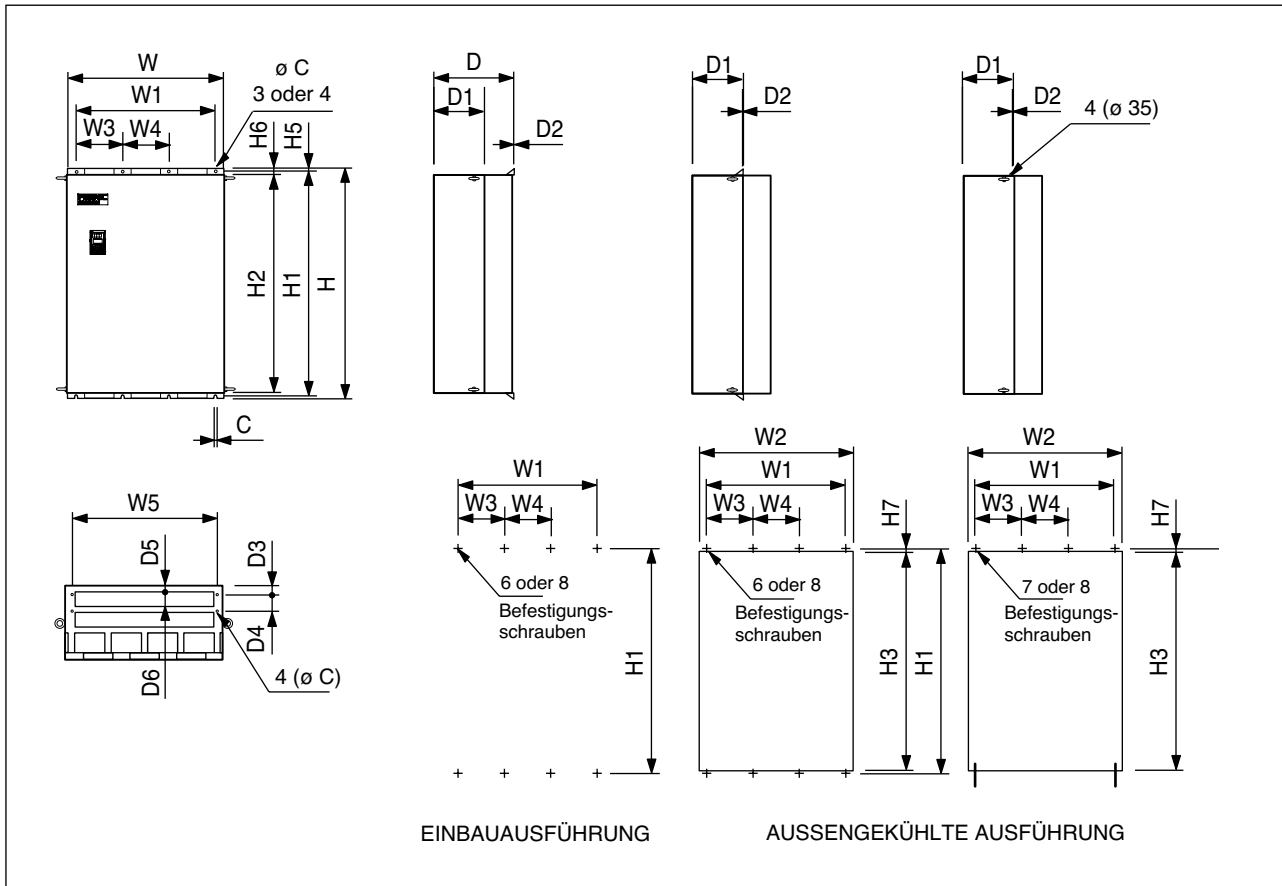 W
ø C
3 oder 4
W1
W3
W4
H6
H5
H2
H1
H
C
D
D1
D2
D1
D2
D1
D2
4 (ø 35)
W5
D5
D3
D4
D6
4 (ø C)
W1
W3
W4
6 oder 8
Befestigungs-
schrauben
H1
W2
W1
W3
W4
H7
6 oder 8
Befestigungs-
schrauben
H3
H1
W2
W1
W3
W4
H7
7 oder 8
Befestigungs-
schrauben
H3
EINBAUAUSFÜHRUNG
AUSSENGEKÜHLTE AUSFÜHRUNG